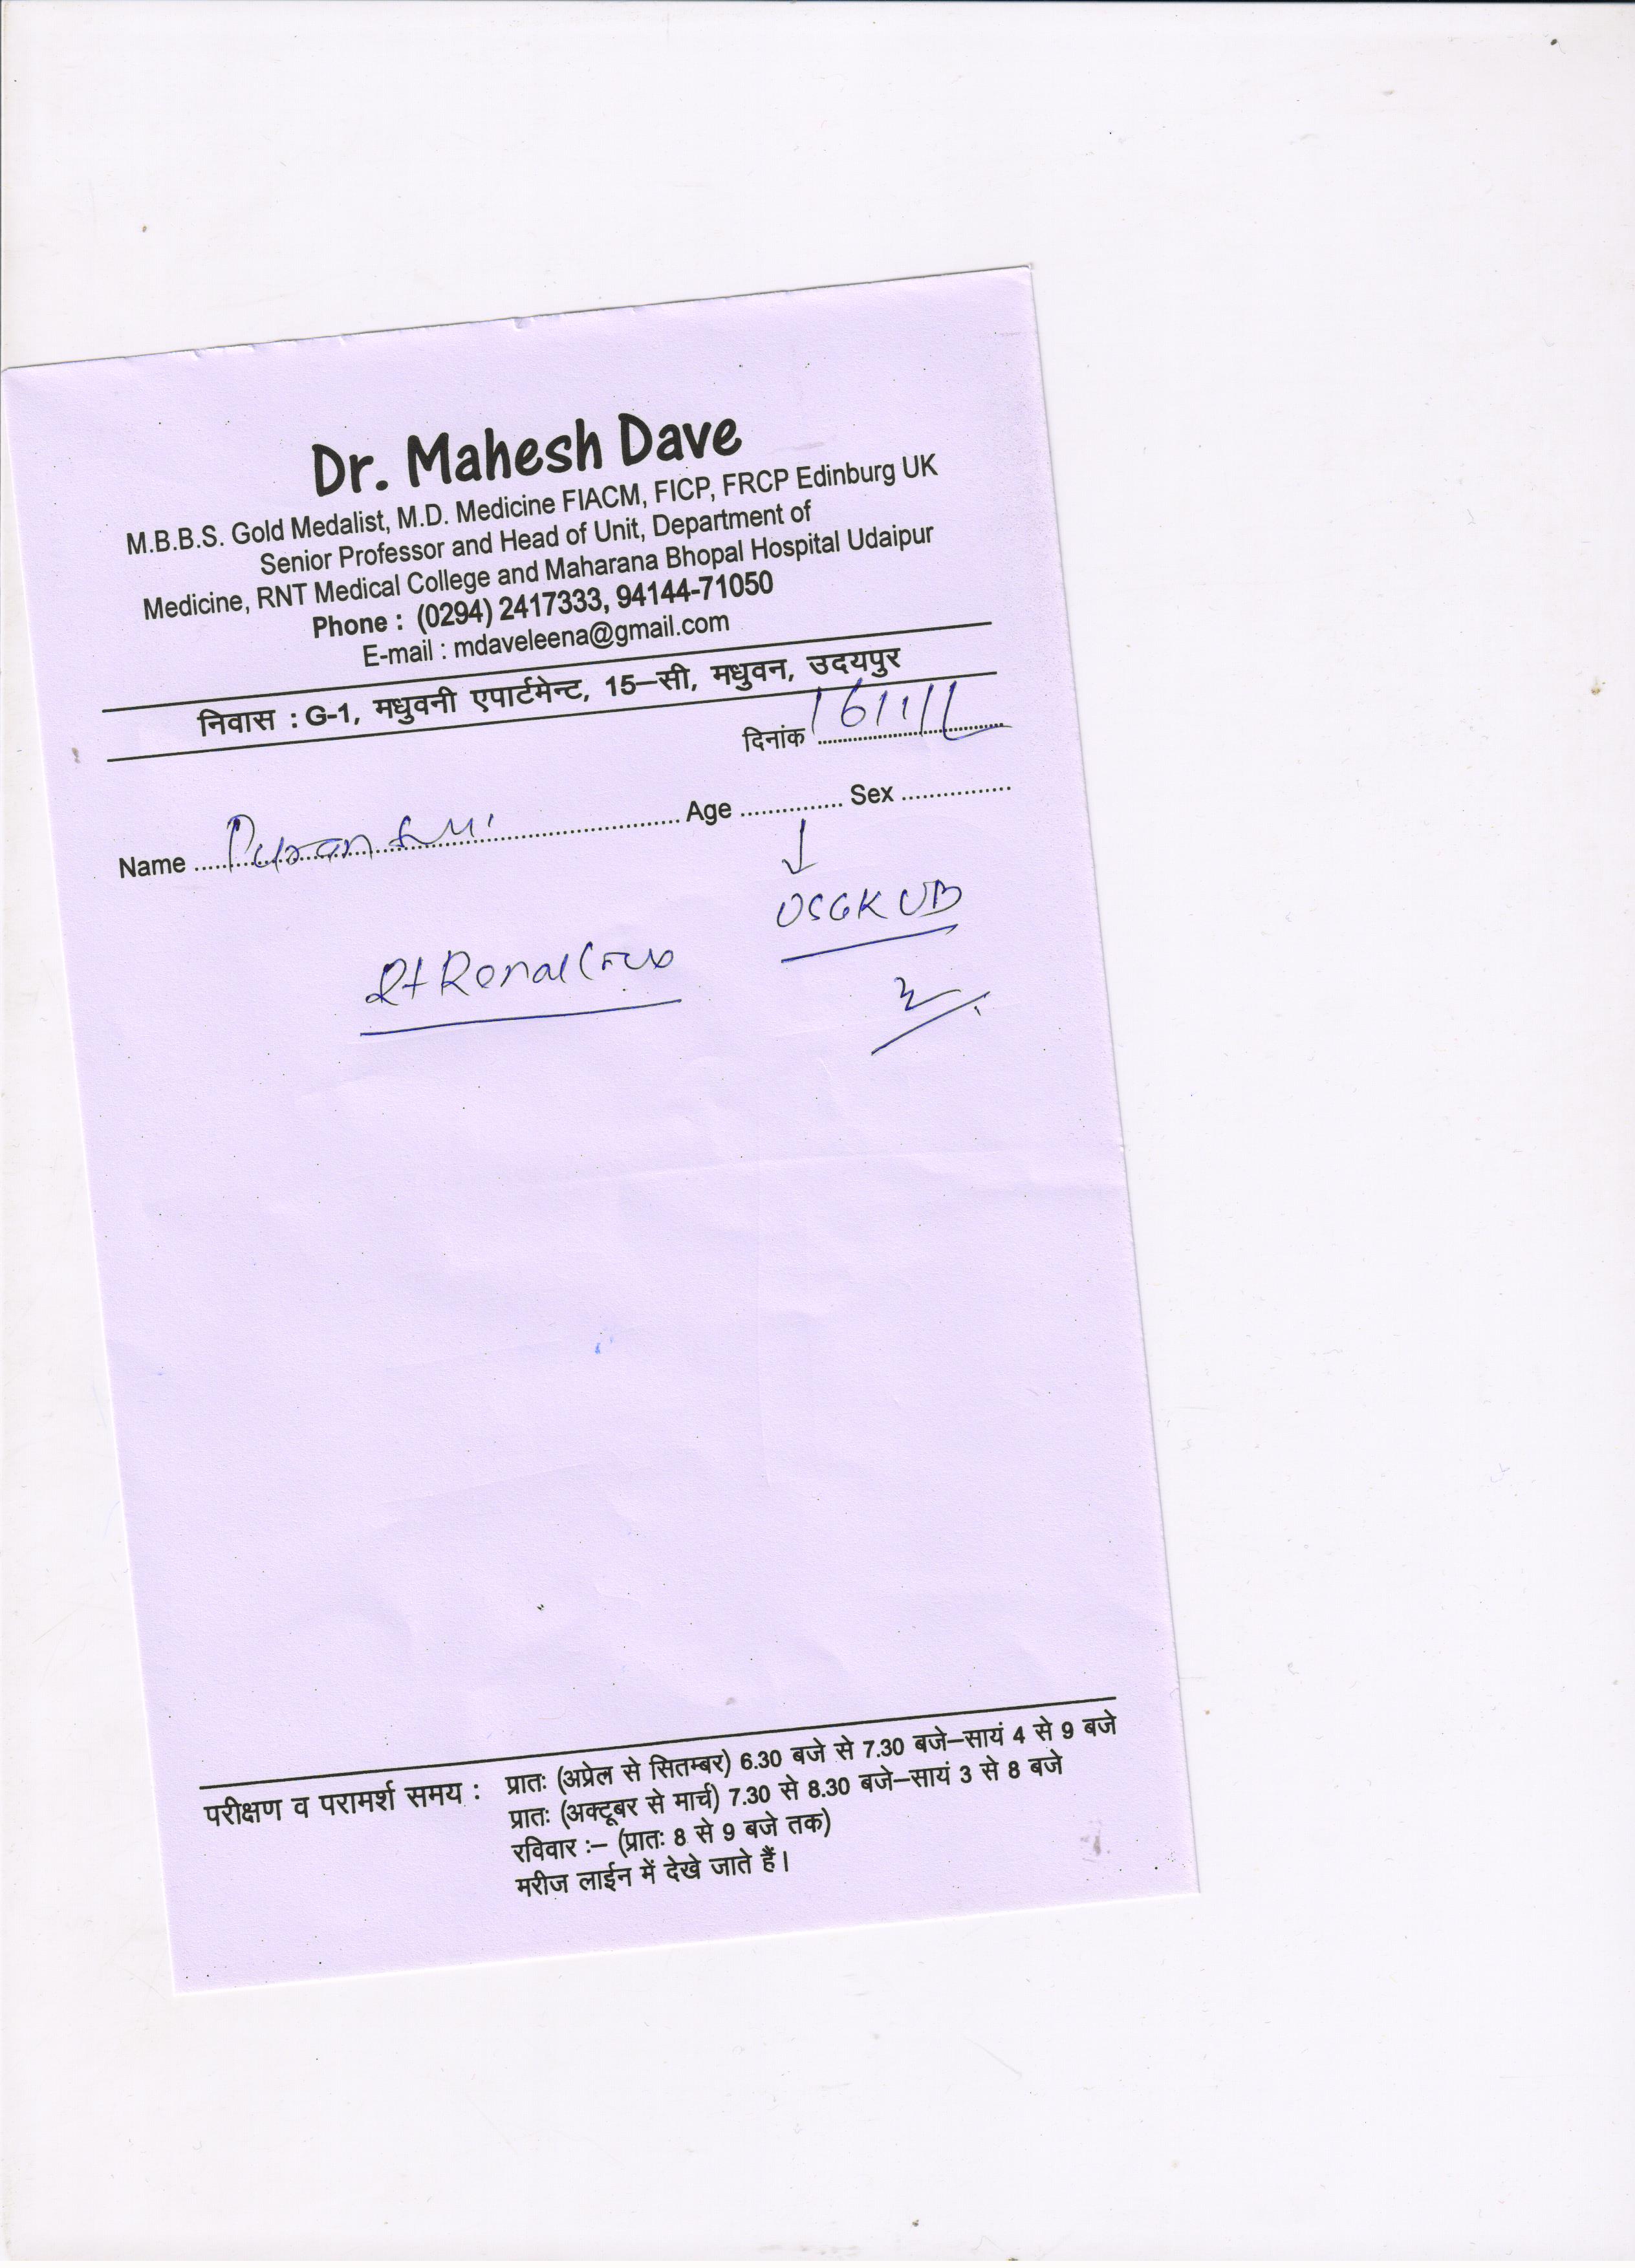 Dr. Mahesh Dave
M.B.B.S. Gold Medalist, M.D. Medicine FIACM, FICP, FRCP Edinburg UK
Senior Professor and Head of Unit, Department of
Medicine, RNT Medical College and Maharana Bhopal Hospital Udaipur
Phone : (0294) 2417333, 94144-71050
E-mail : mdaveleena@gmail.com
निवास : G-1, मधुवनी एपार्टमेन्ट, 15–सी, मधुवन, उदयपुर
दिनांक
Name Age Sex
USG KUB
Rt Renal
परीक्षण व परामर्श समय : प्रातः (अप्रेल से सितम्बर) 6.30 बजे से 7.30 बजे–सायं 4 से 9 बजे
प्रातः (अक्टूबर से मार्च) 7.30 से 8.30 बजे–सायं 3 से 8 बजे
रविवार :– (प्रातः 8 से 9 बजे तक)
मरीज लाईन में देखे जाते हैं।